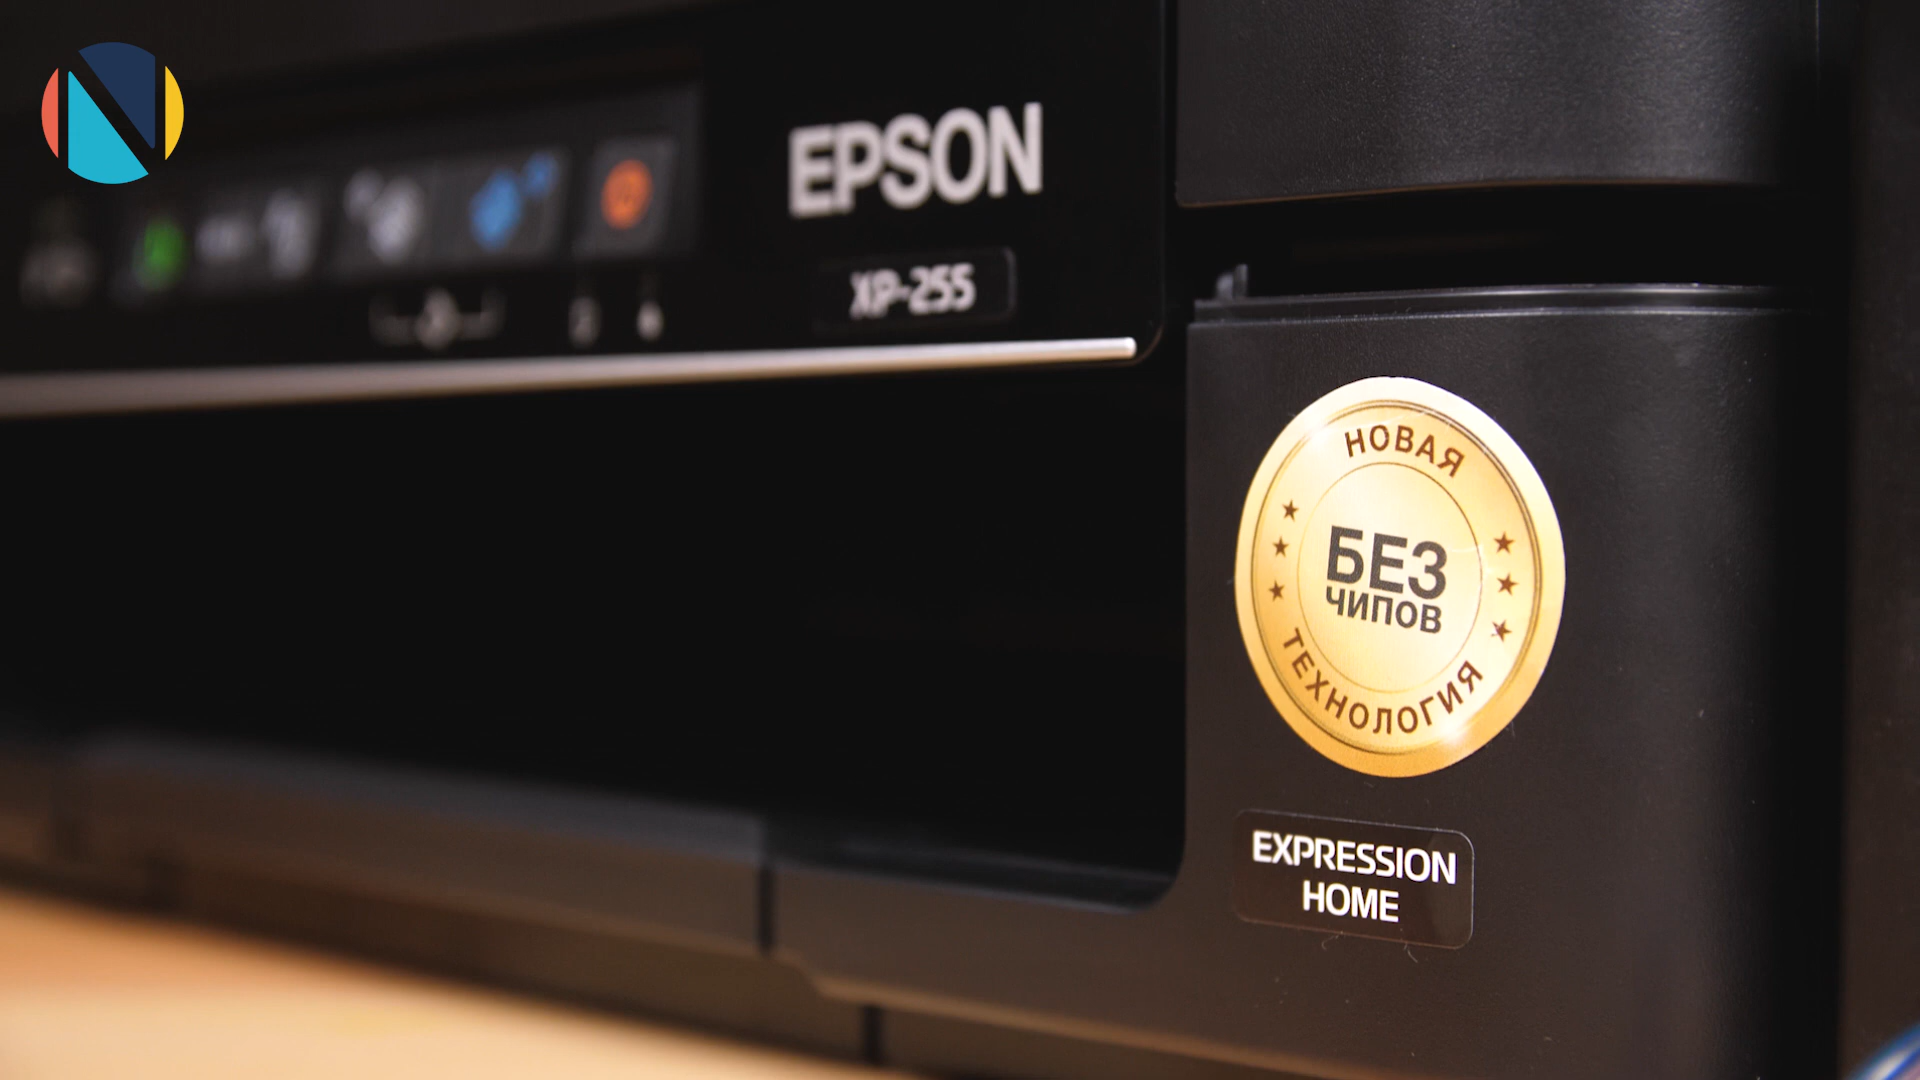 EPSON
XP-255
НОВАЯ
БЕЗ
ЧИПОВ
ТЕХНОЛОГИЯ
EXPRESSION
HOME